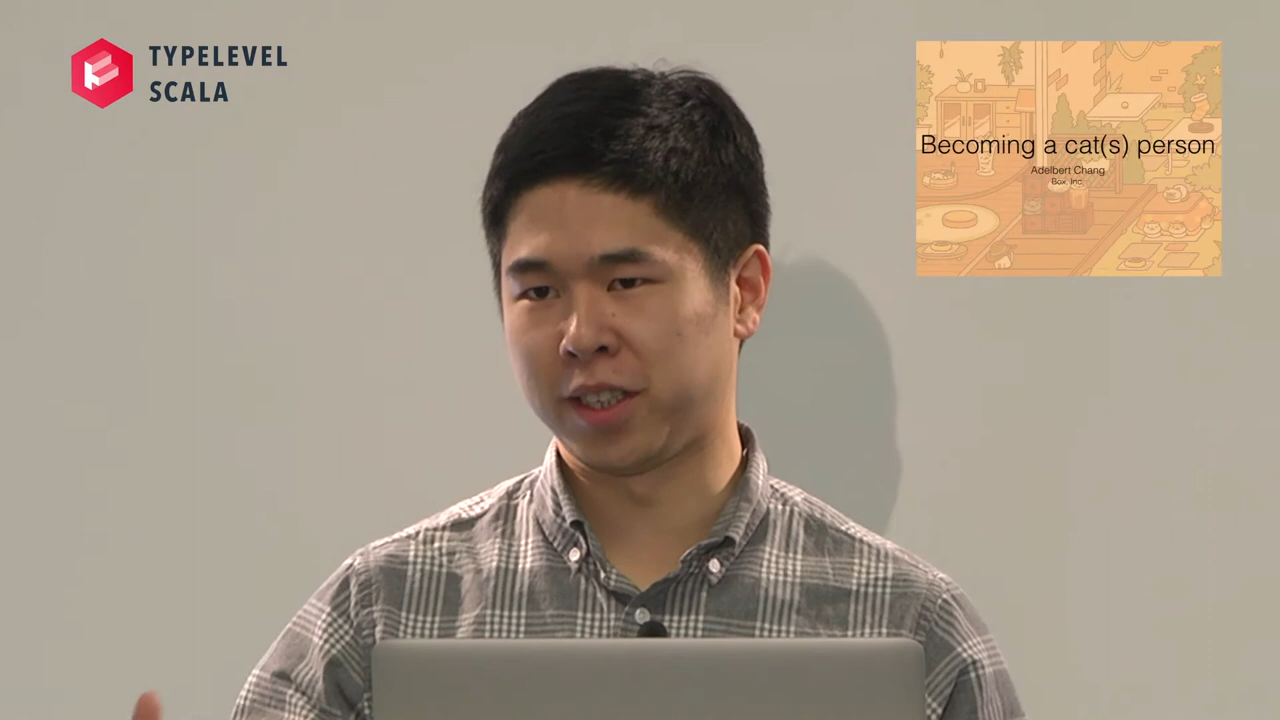 TYPELEVEL
SCALA
Becoming a cat(s) person
Adelbert Chang
Box, Inc.